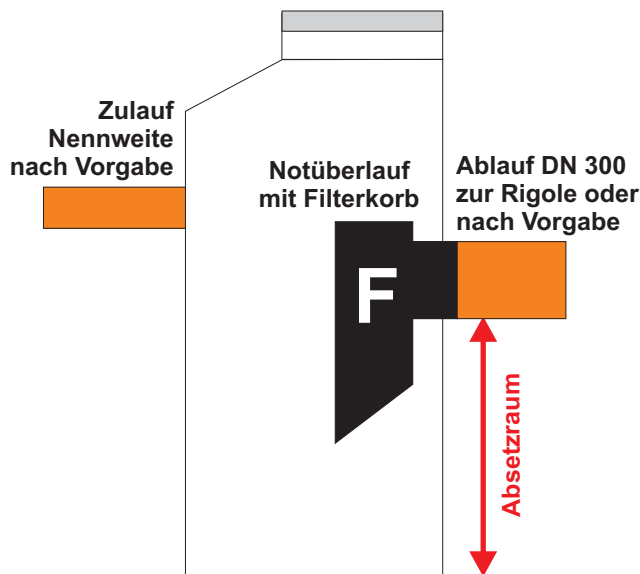 Zulauf
Nennweite
nach Vorgabe
Notüberlauf
mit Filterkorb
Ablauf DN 300
zur Rigole oder
nach Vorgabe
F
Absetzraum